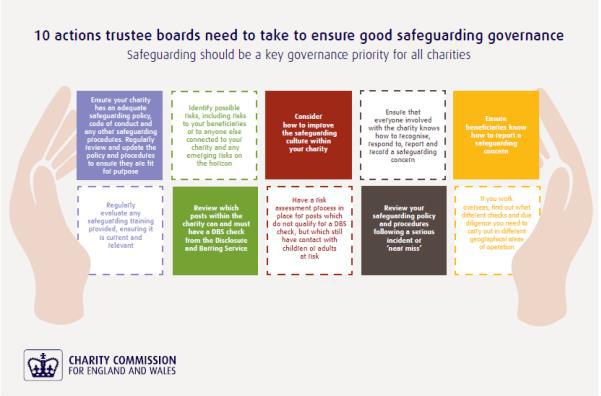 10 actions trustee boards need to take to ensure good safeguarding governance
Safeguarding should be a key governance priority for all charities
Ensure your charity
has an adequate
safeguarding policy,
code of conduct and
any other safeguarding
procedures. Regularly
review and update the
policy and procedures
to ensure they are fit
for purpose
Identify possible
risks, including risks
to your beneficiaries
or to anyone else
connected to your
charity and any
emerging risks on
the horizon
Consider
how to improve
the safeguarding
culture within
your charity
Ensure that
everyone involved
with the charity knows
how to recognise,
respond to, report and
record a safeguarding
concern
Ensure
beneficiaries know
how to report a
safeguarding
concern
Regularly
evaluate any
safeguarding training
provided, ensuring it
is current and
relevant
Review which
posts within the
charity can and must
have a DBS check
from the Disclosure
and Barring Service
Have a risk
assessment process in
place for posts which
do not qualify for a DBS
check, but which still
have contact with
children or adults
at risk
Review your
safeguarding policy
and procedures
following a serious
incident or
'near miss'
If you work
overseas, find out what
different checks and due
diligence you need to
carry out in different
geographical areas
of operation
CHARITY COMMISSION
FOR ENGLAND AND WALES